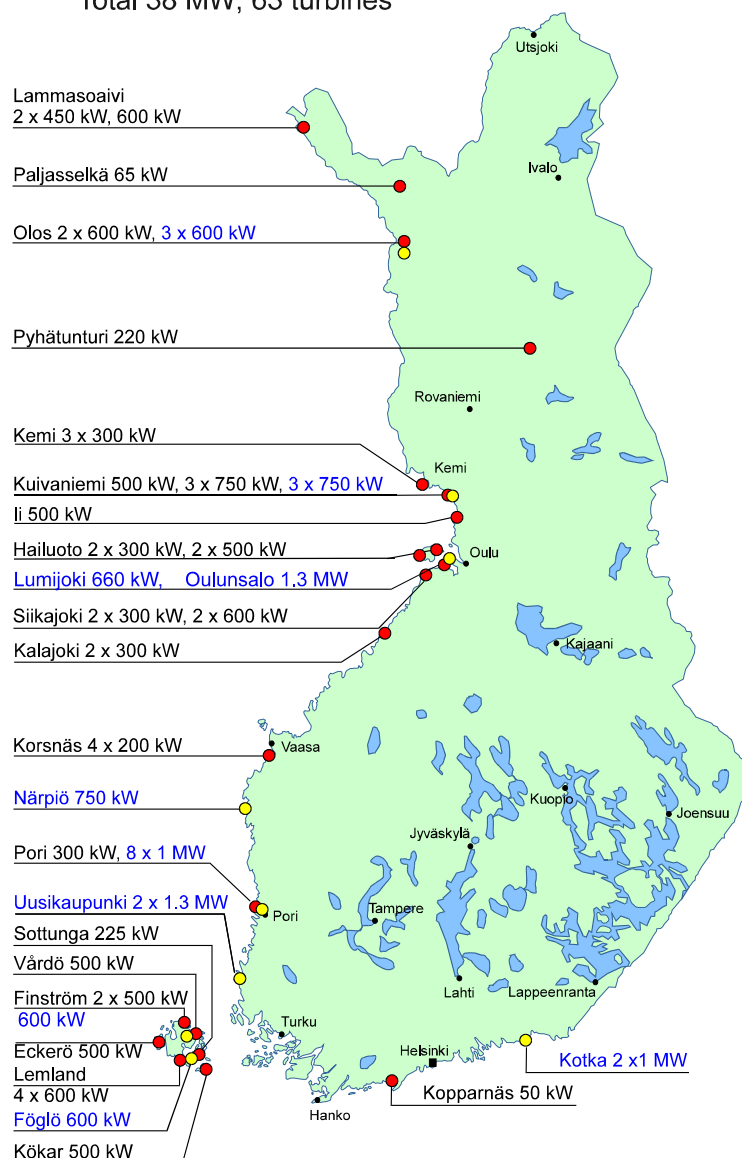 Total 38 MW, 63 turbines
Utsjoki
Lammasoaivi
2 x 450 kW, 600 kW
Ivalo
Paljasselkä 65 kW
Olos 2 x 600 kW, 3 x 600 kW
Pyhätunturi 220 kW
Rovaniemi
Kemi 3 x 300 kW
Kemi
Kuivaniemi 500 kW, 3 x 750 kW, 3 x 750 kW
Ii 500 kW
Hailuoto 2 x 300 kW, 2 x 500 kW
Oulu
Lumijoki 660 kW, Oulunsalo 1.3 MW
Siikajoki 2 x 300 kW, 2 x 600 kW
Kalajoki 2 x 300 kW
Kajaani
Korsnäs 4 x 200 kW
Vaasa
Närpiö 750 kW
Kuopio
Joensuu
Jyväskylä
Pori 300 kW, 8 x 1 MW
Uusikaupunki 2 x 1.3 MW
Pori
Tampere
Sottunga 225 kW
Vårdö 500 kW
Finström 2 x 500 kW
600 kW
Lahti
Lappeenranta
Turku
Eckerö 500 kW
Helsinki
Kotka 2 x1 MW
Lemland
4 x 600 kW
Kopparnäs 50 kW
Hanko
Föglö 600 kW
Kökar 500 kW